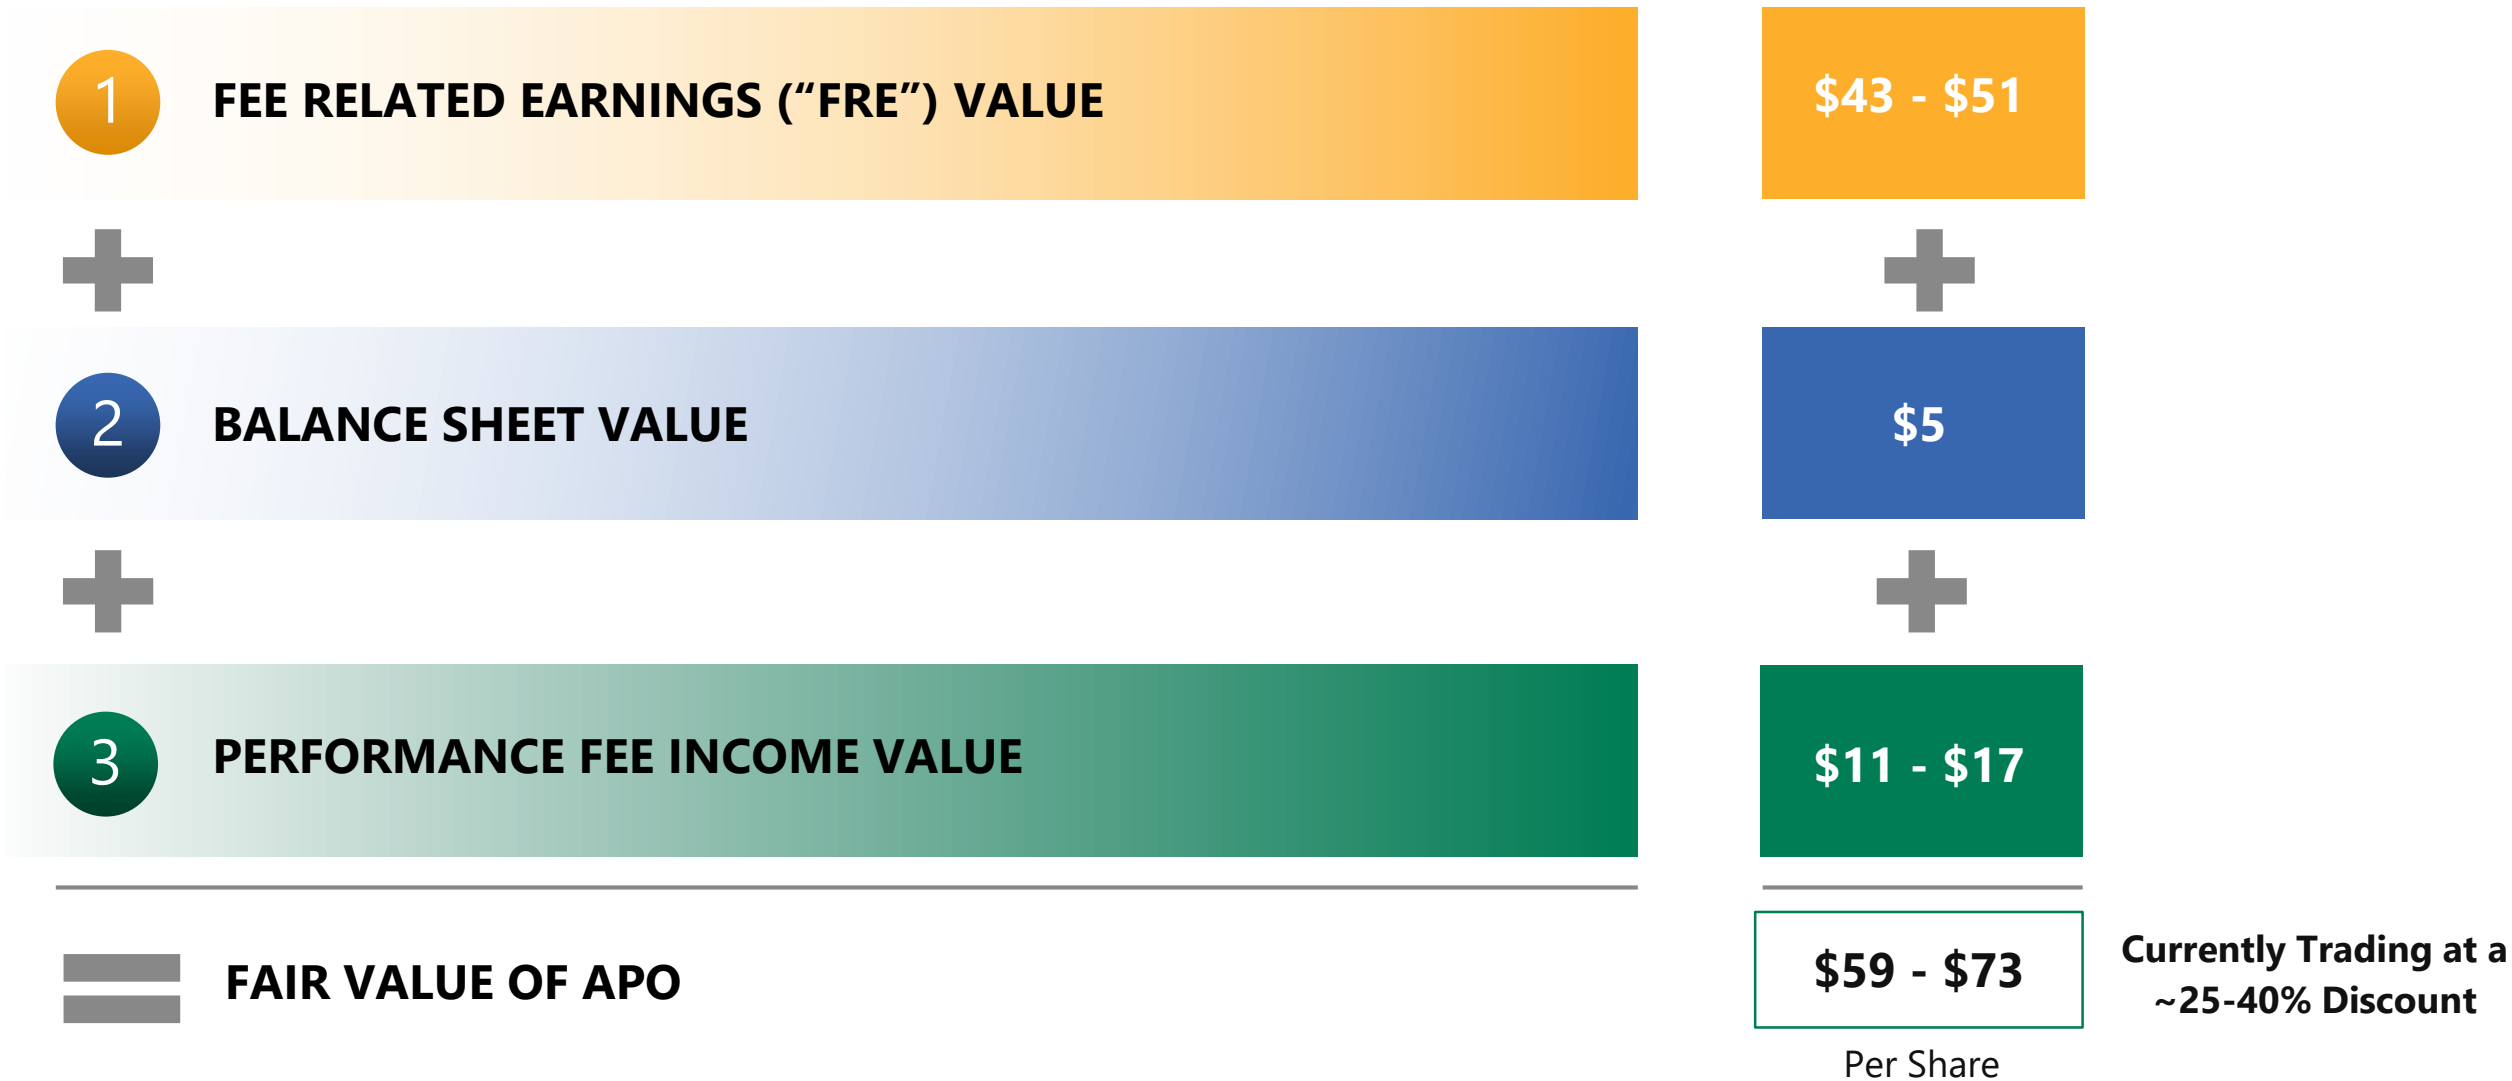 1
FEE RELATED EARNINGS (“FRE”) VALUE
$43 - $51
2
BALANCE SHEET VALUE
$5
3
PERFORMANCE FEE INCOME VALUE
$11 - $17
FAIR VALUE OF APO
$59 - $73
Currently Trading at a
~25-40% Discount
Per Share